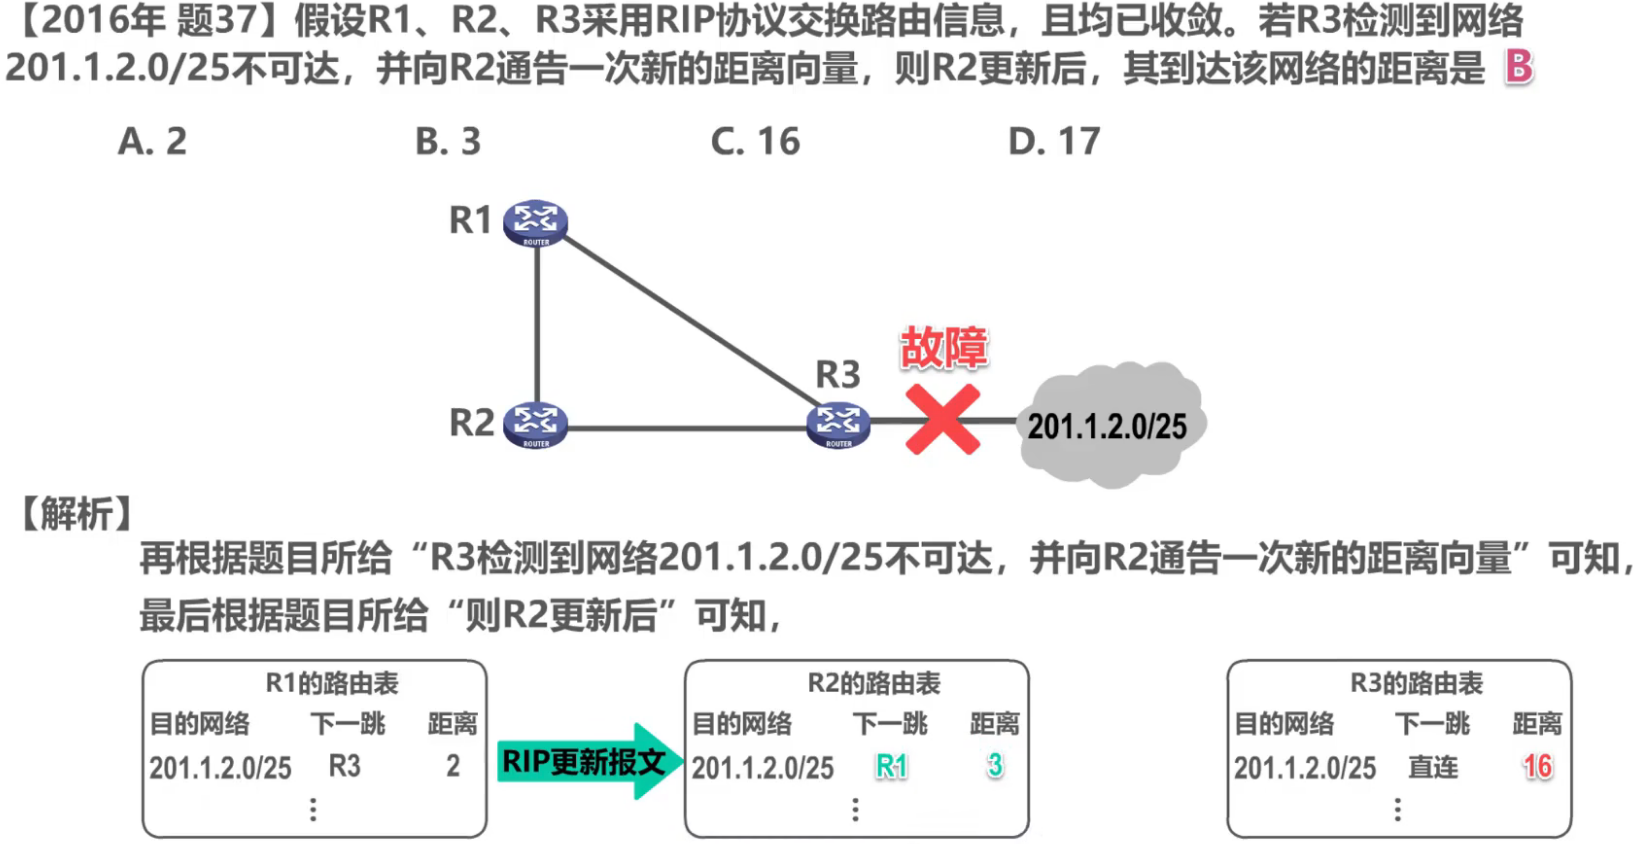 【2016年 题37】假设R1、R2、R3采用RIP协议交换路由信息，且均已收敛。若R3检测到网络
201.1.2.0/25不可达，并向R2通告一次新的距离向量，则R2更新后，其到达该网络的距离是 B
A. 2 B. 3 C. 16 D. 17
R1
ROUTER
故障
R3
R2
ROUTER
ROUTER
201.1.2.0/25
【解析】
再根据题目所给“R3检测到网络201.1.2.0/25不可达，并向R2通告一次新的距离向量”可知，
最后根据题目所给“则R2更新后”可知，
R1的路由表
目的网络 下一跳 距离
201.1.2.0/25 R3 2
⋮
RIP更新报文
R2的路由表
目的网络 下一跳 距离
201.1.2.0/25 R1 3
⋮
R3的路由表
目的网络 下一跳 距离
201.1.2.0/25 直连 16
⋮